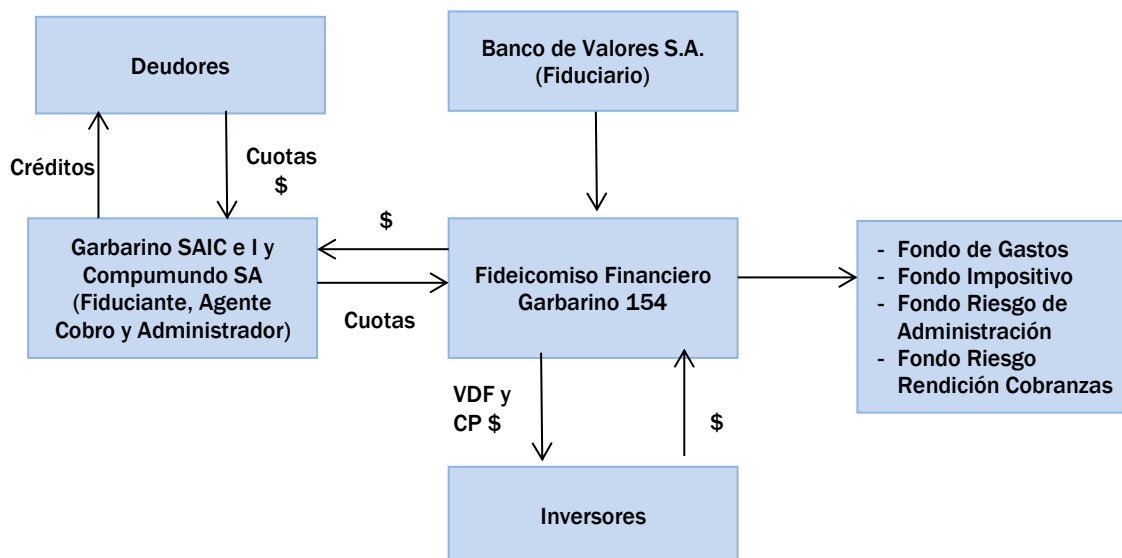 Deudores
Banco de Valores S.A.
(Fiduciario)
Créditos
Cuotas
$
$
Garbarino SAIC e I y
Compumundo SA
(Fiduciante, Agente
Cobro y Administrador)
Cuotas
Fideicomiso Financiero
Garbarino 154
- Fondo de Gastos
- Fondo Impositivo
- Fondo Riesgo de
Administración
- Fondo Riesgo
Rendición Cobranzas
VDF y
CP $
$
Inversores